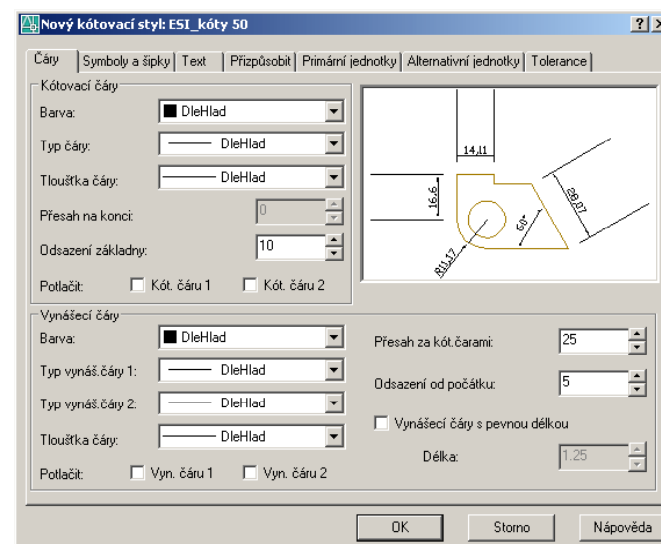 Nový kótovací styl: ESI_kóty 50
Čáry Symboly a šipky Text Přizpůsobit Primární jednotky Alternativní jednotky Tolerance
Kótovací čáry
Barva: DleHlad
Typ čáry: DleHlad
Tloušťka čáry: DleHlad
Přesah na konci: 0
Odsazení základny: 10
Potlačit: Kót. čáru 1 Kót. čáru 2
14,11
16,6
28,07
60°
R11,17
Vynášecí čáry
Barva: DleHlad
Typ vynáš.čáry 1: DleHlad
Typ vynáš.čáry 2: DleHlad
Tloušťka čáry: DleHlad
Potlačit: Vyn. čáru 1 Vyn. čáru 2
Přesah za kót.čarami: 25
Odsazení od počátku: 5
Vynášecí čáry s pevnou délkou
Délka: 1.25
OK Storno Nápověda